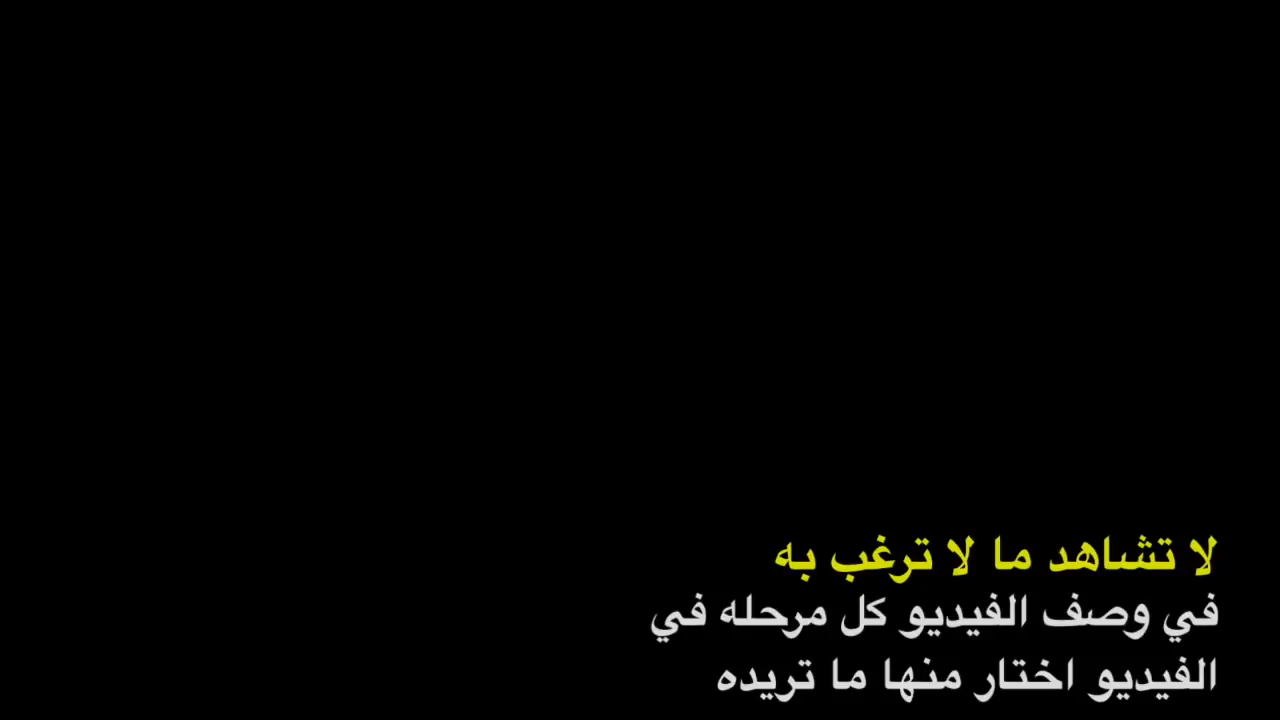 لا تشاهد ما لا ترغب به
في وصف الفيديو كل مرحله في
الفيديو اختار منها ما تريده